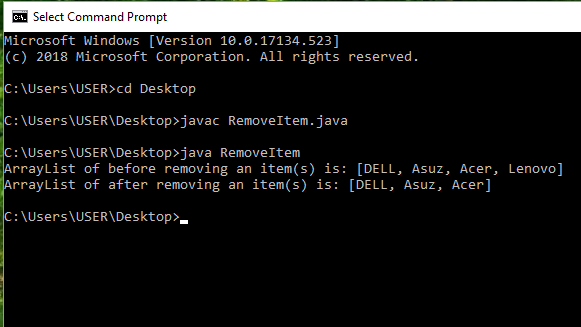 Select Command Prompt
Microsoft Windows [Version 10.0.17134.523]
(c) 2018 Microsoft Corporation. All rights reserved.
C:\Users\USER>cd Desktop
C:\Users\USER\Desktop>javac RemoveItem.java
C:\Users\USER\Desktop>java RemoveItem
ArrayList of before removing an item(s) is: [DELL, Asuz, Acer, Lenovo]
ArrayList of after removing an item(s) is: [DELL, Asuz, Acer]
C:\Users\USER\Desktop>